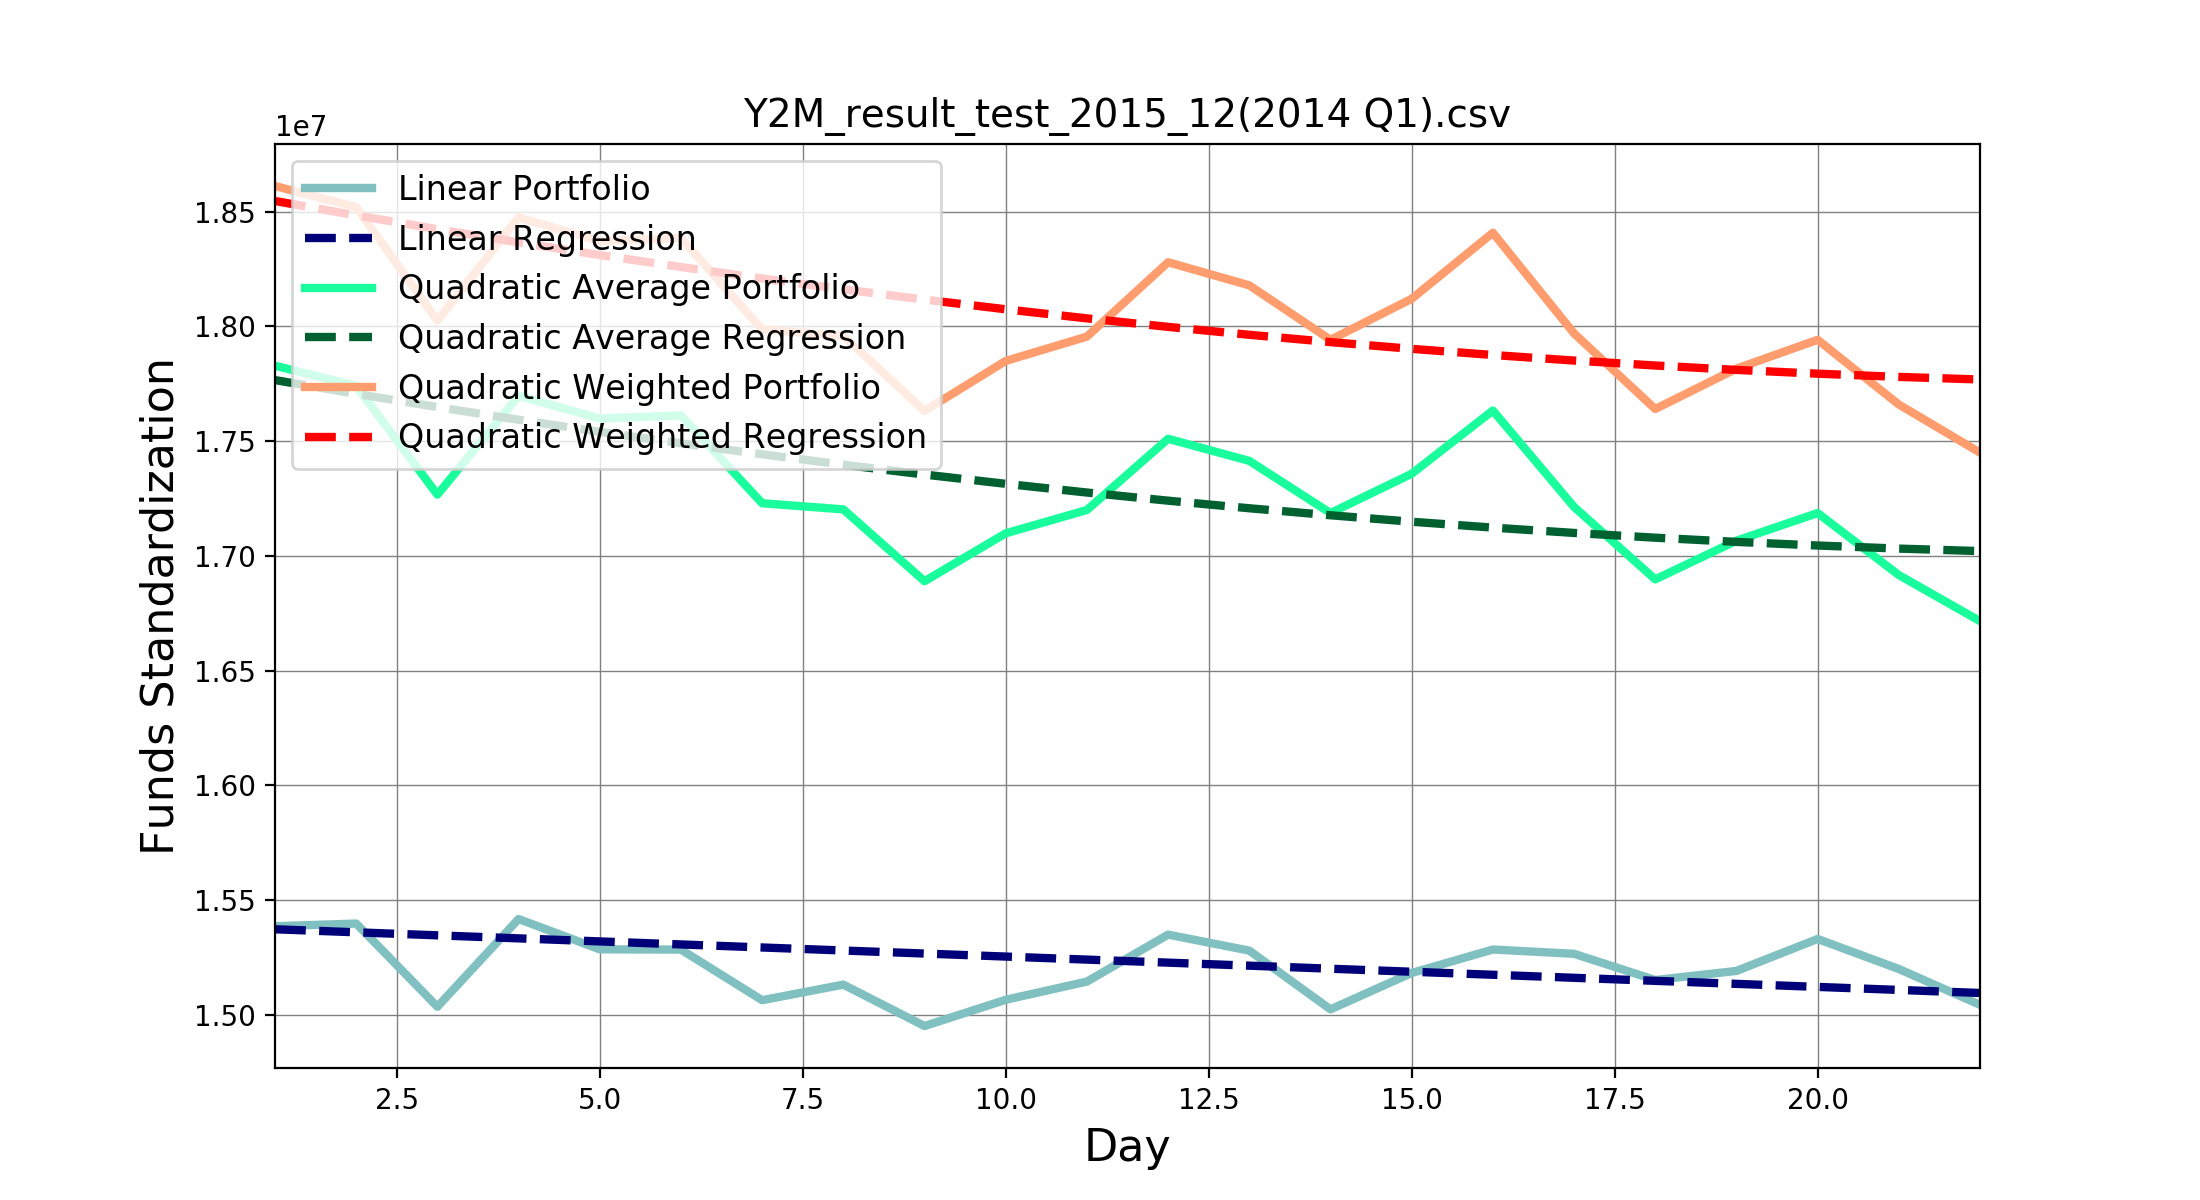 Y2M_result_test_2015_12(2014 Q1).csv
1e7
Linear Portfolio
Linear Regression
Quadratic Average Portfolio
Quadratic Average Regression
Quadratic Weighted Portfolio
Quadratic Weighted Regression
1.85
1.80
1.75
1.70
1.65
1.60
1.55
1.50
Funds Standardization
2.5 5.0 7.5 10.0 12.5 15.0 17.5 20.0
Day